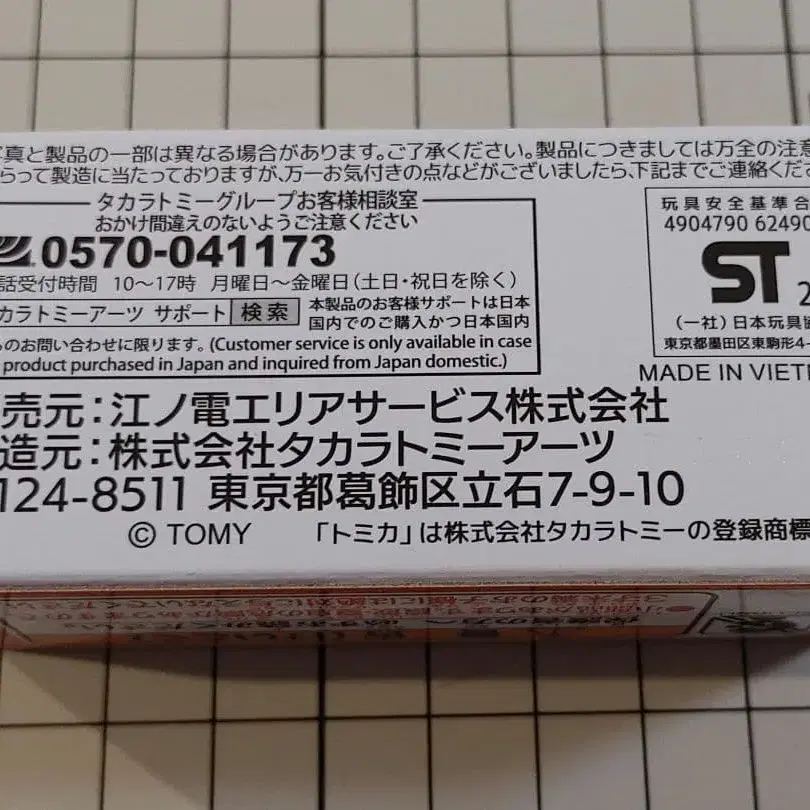 写真と製品の一部は異なる場合があります。ご了承ください。製品につきましては万全の注意
らって製造に当たっておりますが、万一お気付きの点などがございましたら、下記までご連絡くださ
タカラトミーグループお客様相談室
おかけ間違えのないようご注意ください
0570-041173
話受付時間 10～17時 月曜日～金曜日(土日・祝日を除く)
カラトミーアーツ サポート 検索
本製品のお客様サポートは日本
国内でのご購入かつ日本国内
らのお問い合わせに限ります。(Customer service is only available in case
product purchased in Japan and inquired from Japan domestic.)
玩具安全基準合
4904790 62490
ST 2
(一社)日本玩具協
東京都墨田区東駒形4-
MADE IN VIETN
売元:江ノ電エリアサービス株式会社
造元:株式会社タカラトミーアーツ
124-8511 東京都葛飾区立石7-9-10
© TOMY 「トミカ」は株式会社タカラトミーの登録商標